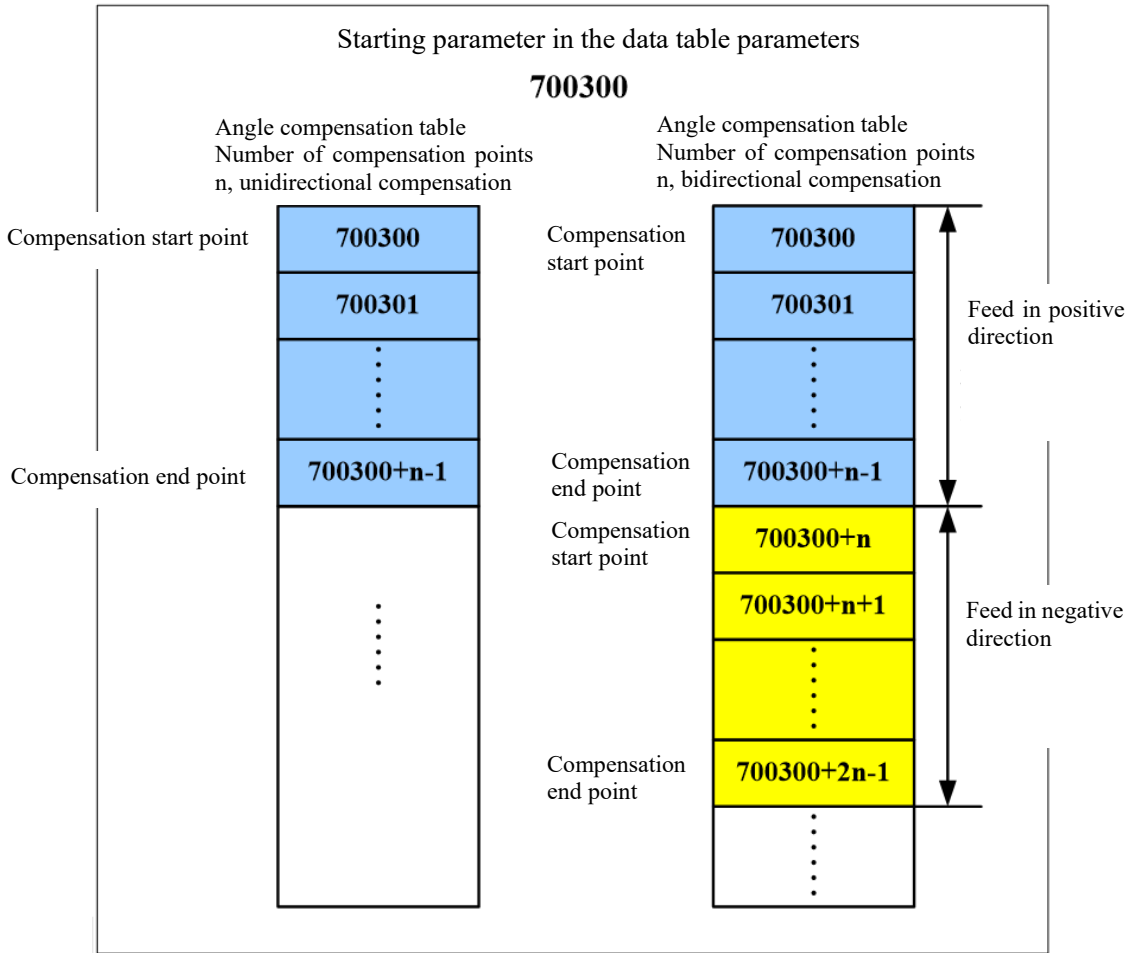 Starting parameter in the data table parameters
700300
Angle compensation table
Number of compensation points
n, unidirectional compensation
Compensation start point
700300
700301
Compensation end point
700300+n-1
Angle compensation table
Number of compensation points
n, bidirectional compensation
Compensation
start point
700300
700301
Feed in positive
direction
Compensation
end point
700300+n-1
Compensation
start point
700300+n
700300+n+1
Feed in negative
direction
Compensation
end point
700300+2n-1